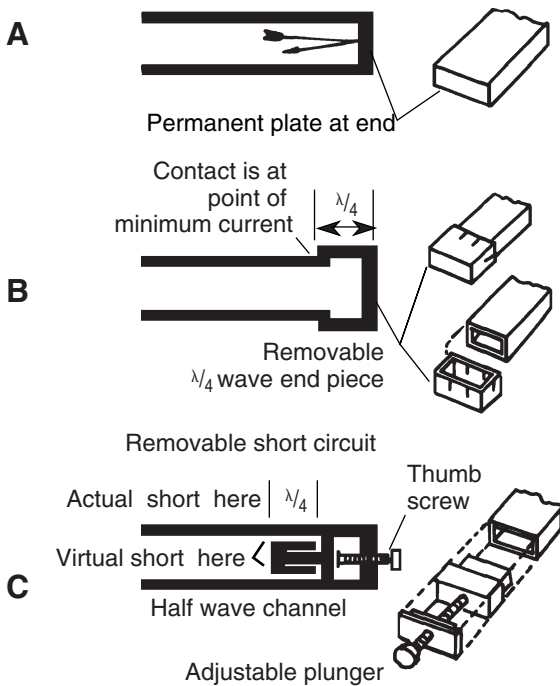 A
Permanent plate at end
Contact is at
point of
minimum current
λ/4
B
Removable
λ/4 wave end piece
Removable short circuit
Actual short here
λ/4
Thumb
screw
Virtual short here
C
Half wave channel
Adjustable plunger